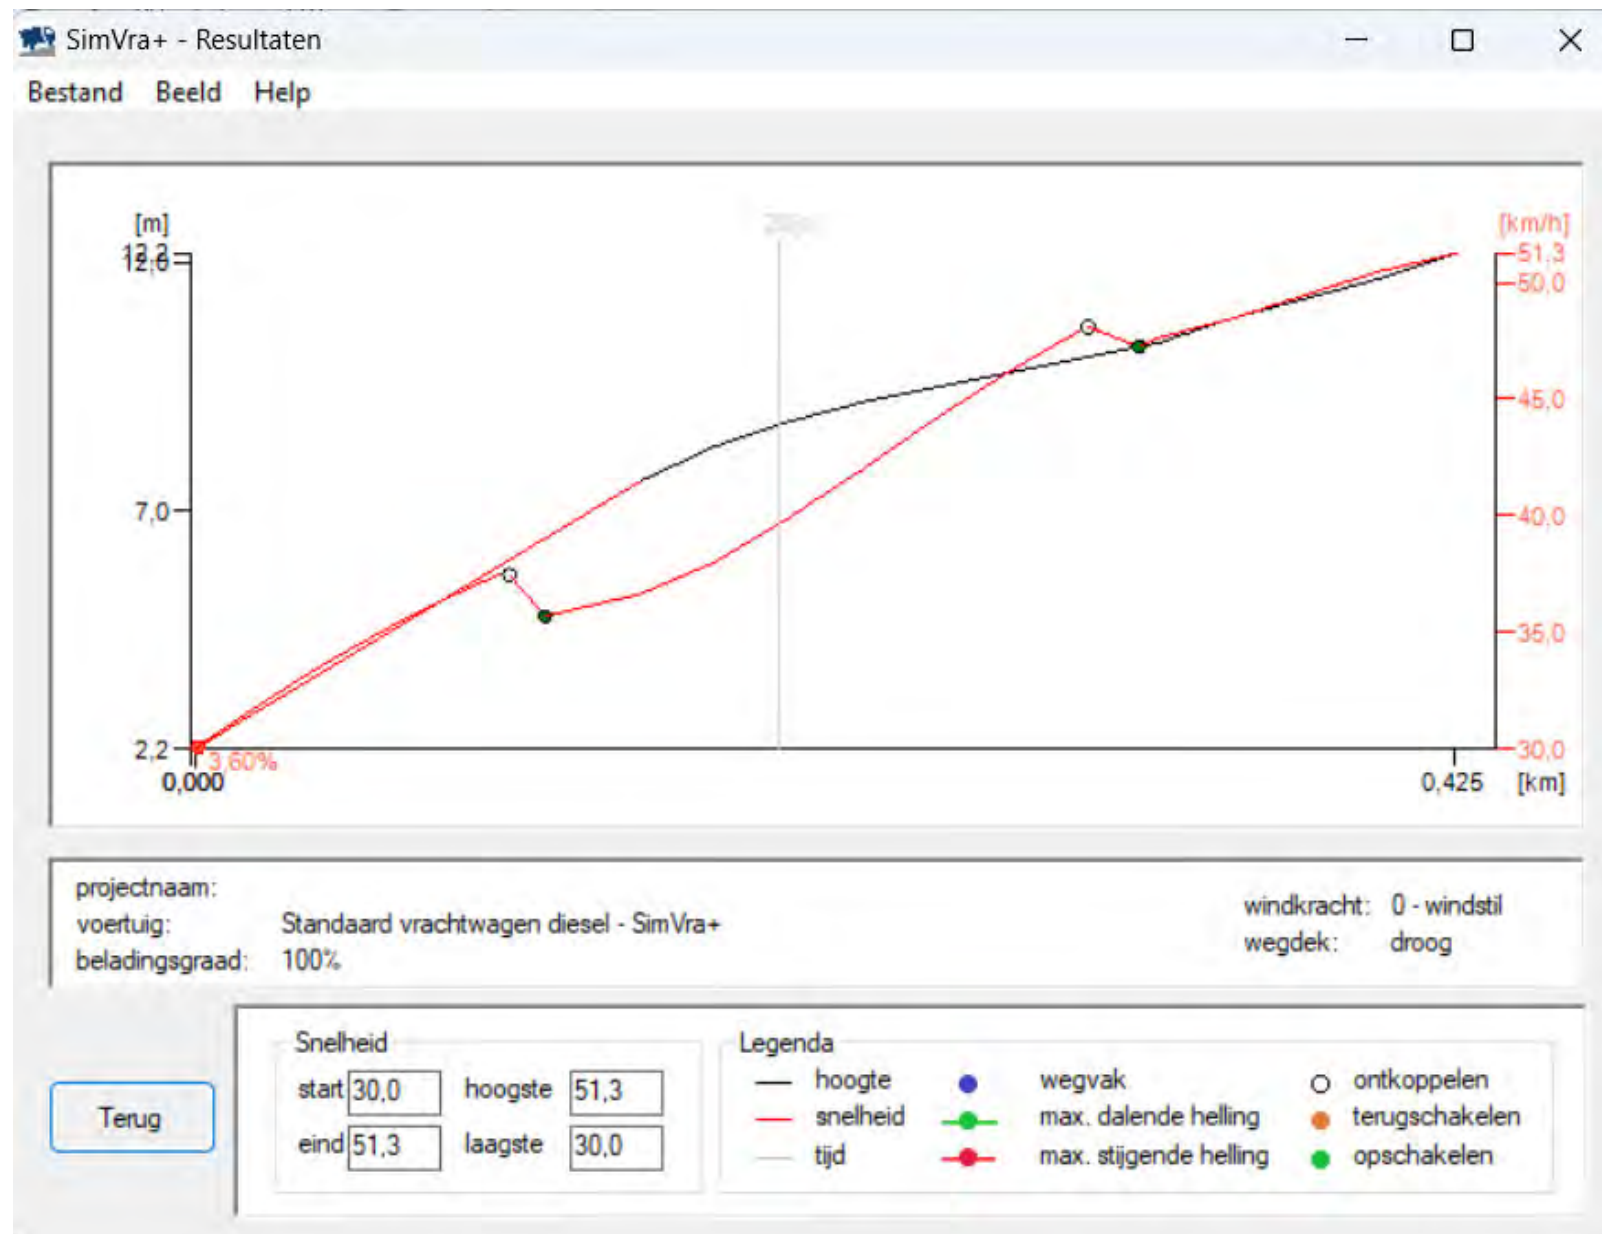 SimVra+ - Resultaten
Bestand Beeld Help
[m] [km/h]
12,0 51,3
50,0
45,0
7,0 40,0
35,0
2,2 3,60% 30,0
0,000 0,425 [km]
projectnaam:
voertuig: Standaard vrachtwagen diesel - SimVra+
beladingsgraad: 100%
windkracht: 0 - windstil
wegdek: droog
Terug
Snelheid
start 30,0 hoogste 51,3
eind 51,3 laagste 30,0
Legenda
hoogte wegvak ontkoppelen
snelheid max. dalende helling terugschakelen
tijd max. stijgende helling opschakelen